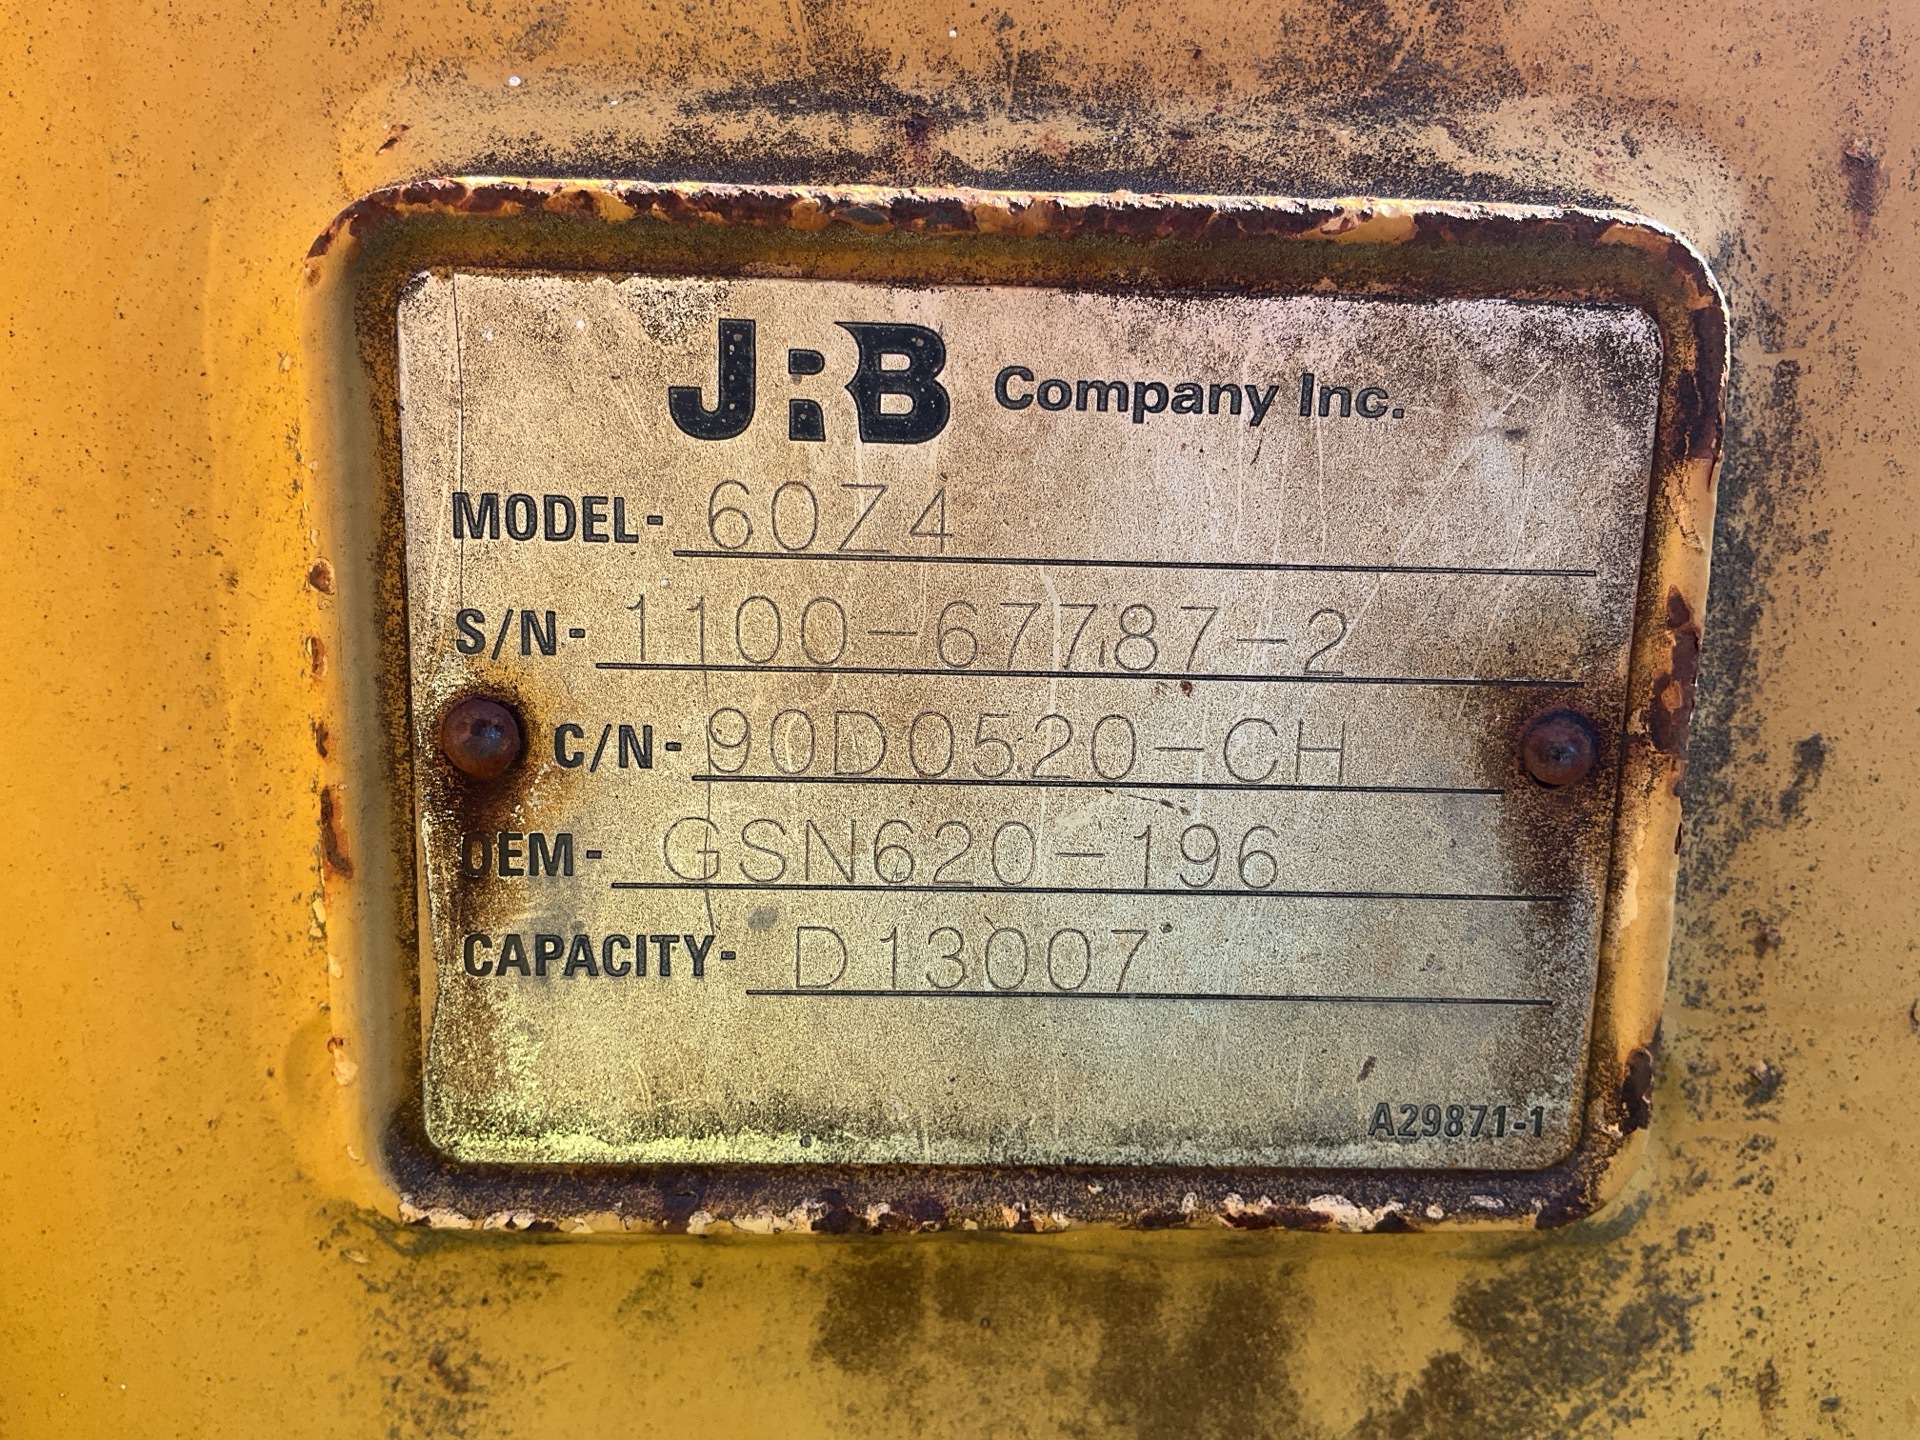 JRB Company Inc.
MODEL- 60Z4
S/N- 1100-67787-2
C/N- 90D0520-CH
OEM- GSN620-196
CAPACITY- D13007
A29871-1